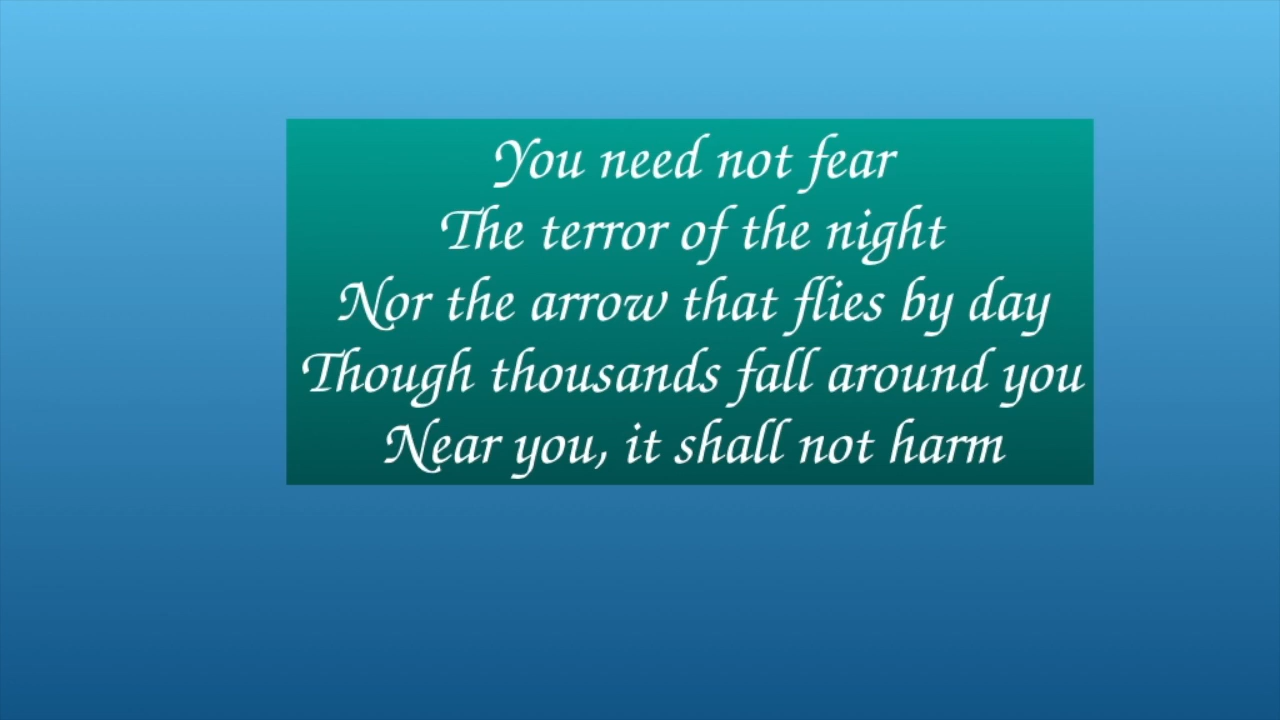 You need not fear
The terror of the night
Nor the arrow that flies by day
Though thousands fall around you
Near you, it shall not harm